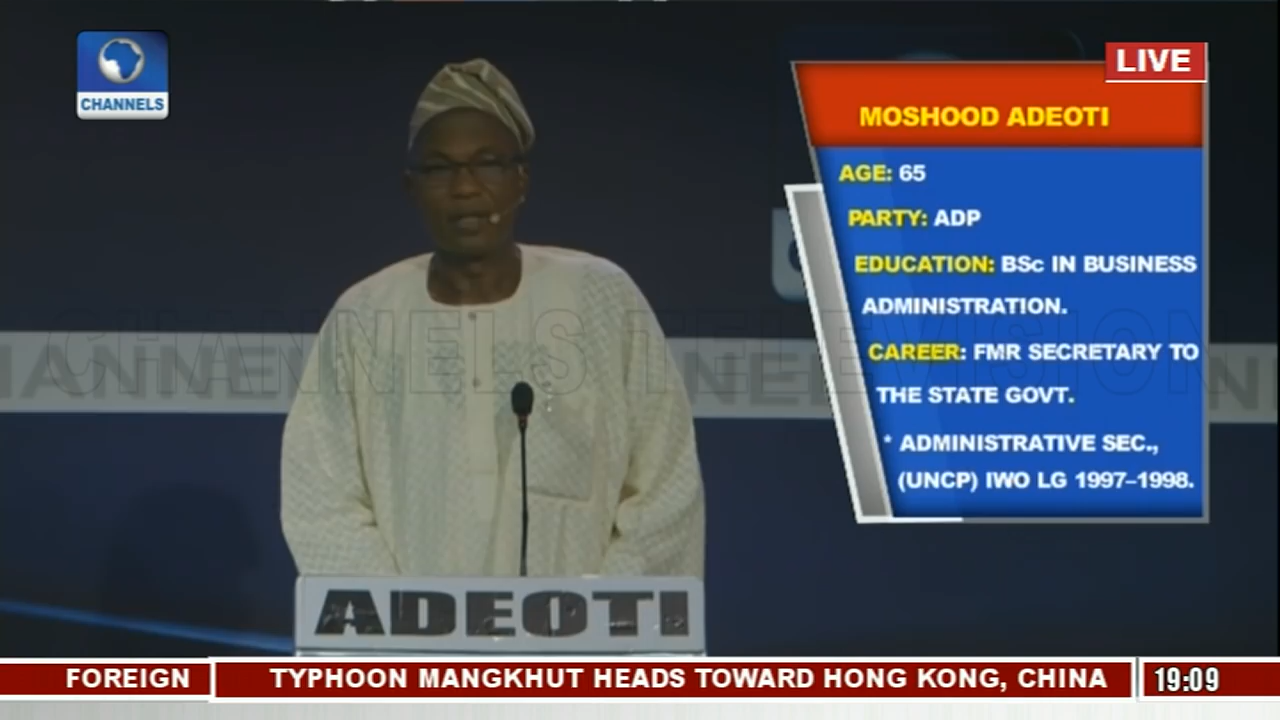 CHANNELS
LIVE
MOSHOOD ADEOTI
AGE: 65
PARTY: ADP
EDUCATION: BSc IN BUSINESS
ADMINISTRATION.
CAREER: FMR SECRETARY TO
THE STATE GOVT.
* ADMINISTRATIVE SEC.,
(UNCP) IWO LG 1997–1998.
CHANNELS TELEVISION
ADEOTI
FOREIGN
TYPHOON MANGKHUT HEADS TOWARD HONG KONG, CHINA
19:09